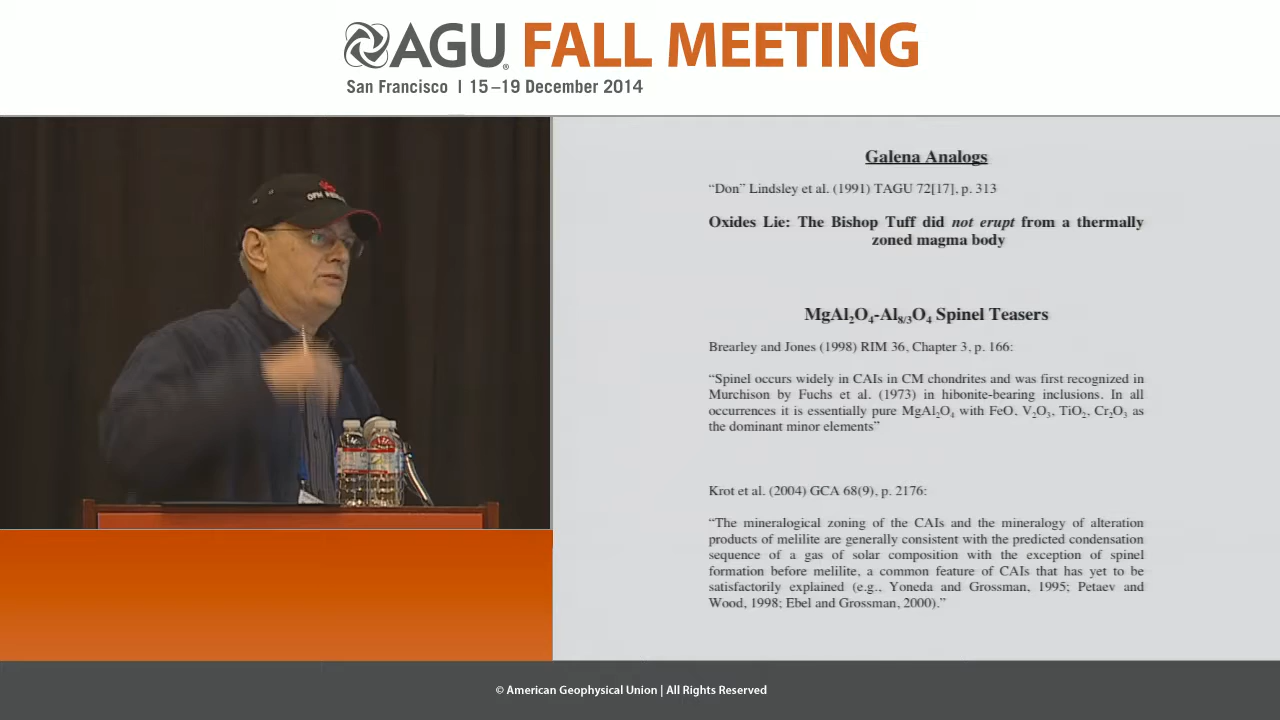 AGU® FALL MEETING
San Francisco | 15–19 December 2014
Galena Analogs
“Don” Lindsley et al. (1991) TAGU 72[17], p. 313
Oxides Lie: The Bishop Tuff did not erupt from a thermally
zoned magma body
MgAl₂O₄-Al₈/₃O₄ Spinel Teasers
Brearley and Jones (1998) RIM 36, Chapter 3, p. 166:
“Spinel occurs widely in CAIs in CM chondrites and was first recognized in
Murchison by Fuchs et al. (1973) in hibonite-bearing inclusions. In all
occurrences it is essentially pure MgAl₂O₄ with FeO, V₂O₃, TiO₂, Cr₂O₃ as
the dominant minor elements”
Krot et al. (2004) GCA 68(9), p. 2176:
“The mineralogical zoning of the CAIs and the mineralogy of alteration
products of melilite are generally consistent with the predicted condensation
sequence of a gas of solar composition with the exception of spinel
formation before melilite, a common feature of CAIs that has yet to be
satisfactorily explained (e.g., Yoneda and Grossman, 1995; Petaev and
Wood, 1998; Ebel and Grossman, 2000).”
© American Geophysical Union | All Rights Reserved